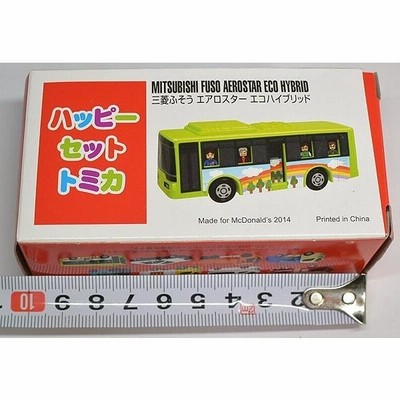 MITSUBISHI FUSO AEROSTAR ECO HYBRID
三菱ふそう エアロスター エコハイブリッド
ハッピー
セット
トミカ
Made for McDonald's 2014
Printed in China
10 9 8 7 6 5 4 3 2